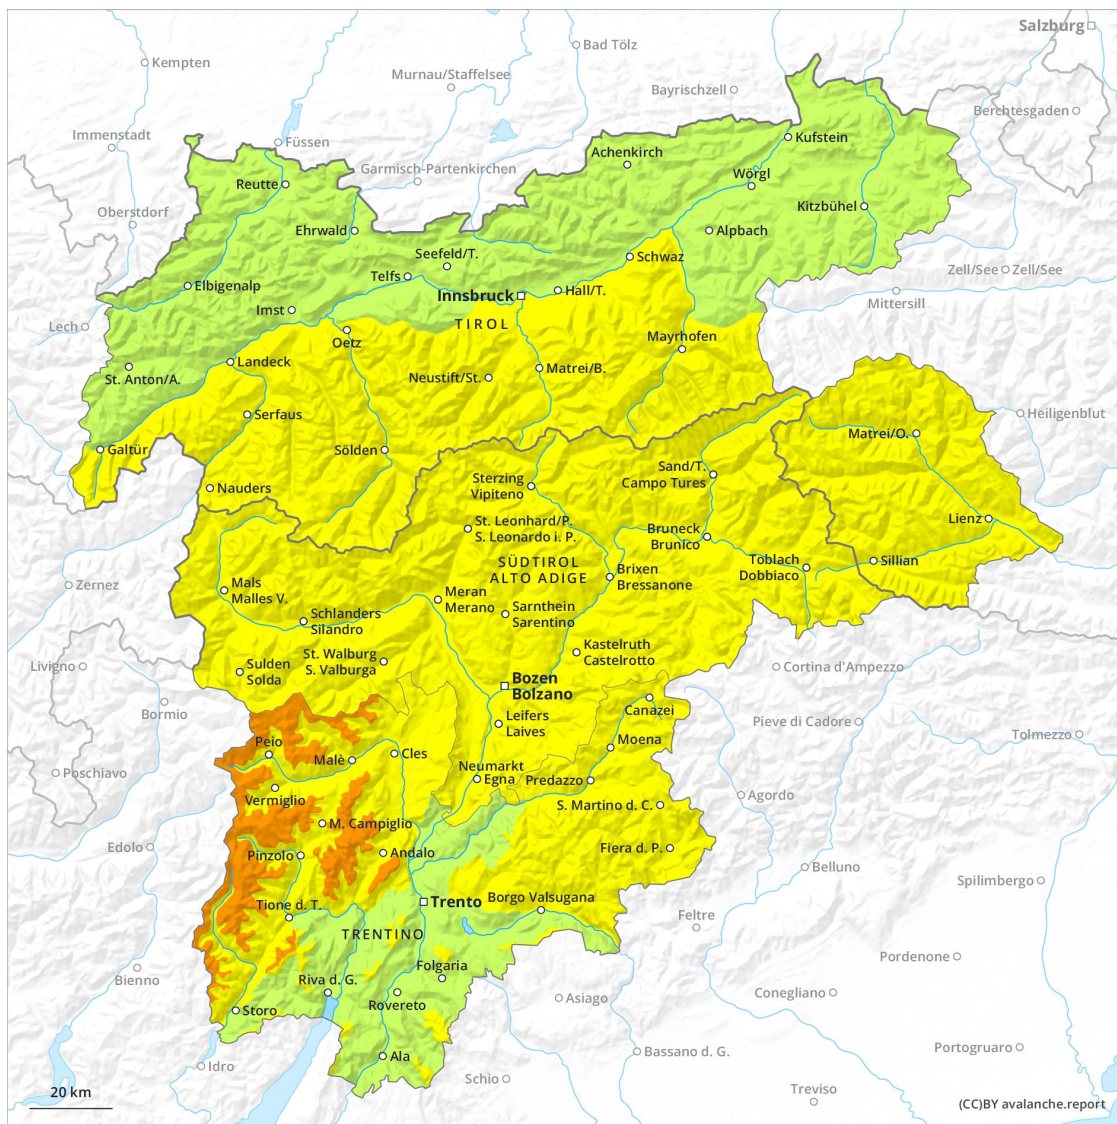 Salzburg
Bad Tölz
Kempten
Murnau/Staffelsee
Bayrischzell
Berchtesgaden
Immenstadt
Füssen
Kufstein
Achenkirch
Garmisch-Partenkirchen
Wörgl
Reutte
Kitzbühel
Oberstdorf
Ehrwald
Alpbach
Seefeld/T.
Schwaz
Telfs
Zell/See
Zell/See
Elbigenalp
Innsbruck
Hall/T.
Mittersill
Imst
TIROL
Lech
Oetz
Mayrhofen
Landeck
St. Anton/A.
Neustift/St.
Matrei/B.
Serfaus
Heiligenblut
Matrei/O.
Galtür
Sölden
Sand/T.
Campo Tures
Sterzing
Vipiteno
Nauders
Lienz
St. Leonhard/P.
S. Leonardo i. P.
Bruneck
Brunico
SÜDTIROL
ALTO ADIGE
Toblach
Dobbiaco
Sillian
Brixen
Bressanone
Zernez
Mals
Malles V.
Meran
Merano
Sarnthein
Sarentino
Schlanders
Silandro
Kastelruth
Castelrotto
St. Walburg
S. Valburga
Livigno
Sulden
Solda
Cortina d'Ampezzo
Bozen
Bolzano
Bormio
Canazei
Leifers
Laives
Pieve di Cadore
Tolmezzo
Peio
Moena
Cles
Malè
Poschiavo
Neumarkt
Egna
Predazzo
Vermiglio
Agordo
S. Martino d. C.
M. Campiglio
Edolo
Pinzolo
Andalo
Fiera d. P.
Belluno
Spilimbergo
Trento
Borgo Valsugana
Tione d. T.
Feltre
TRENTINO
Pordenone
Folgaria
Bienno
Riva d. G.
Conegliano
Asiago
Rovereto
Storo
Portogruaro
Bassano d. G.
Ala
Idro
Schio
Treviso
20 km
(CC)BY avalanche.report